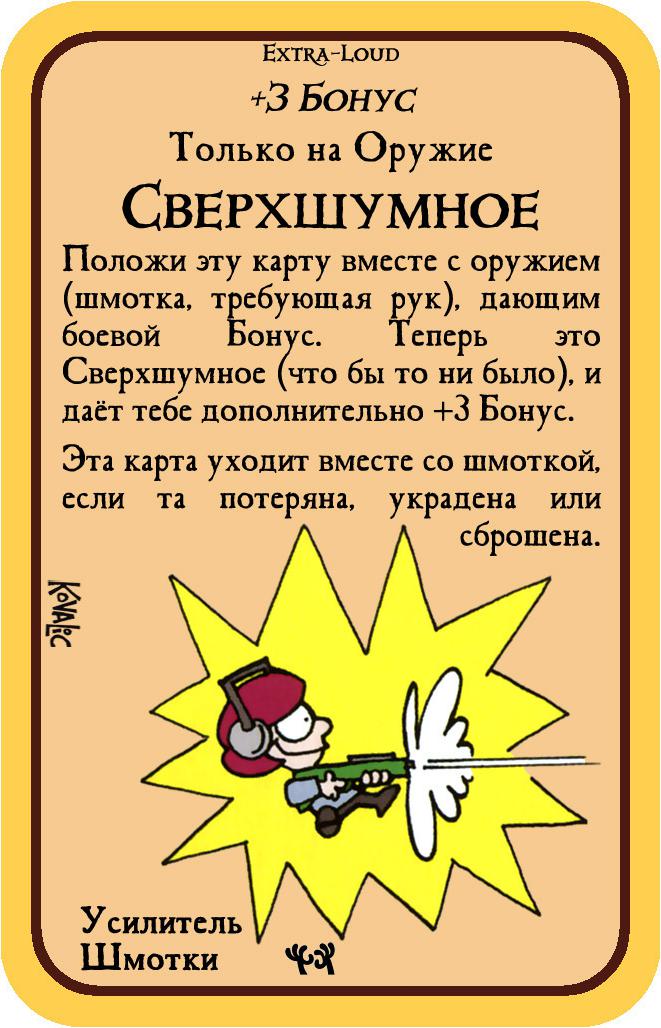 Extra-Loud
+3 Бонус
Только на Оружие
Сверхшумное
Положи эту карту вместе с оружием
(шмотка, требующая рук), дающим
боевой Бонус. Теперь это
Сверхшумное (что бы то ни было), и
даёт тебе дополнительно +3 Бонус.
Эта карта уходит вместе со шмоткой,
если та потеряна, украдена или
сброшена.
Kovalic
Усилитель
Шмотки